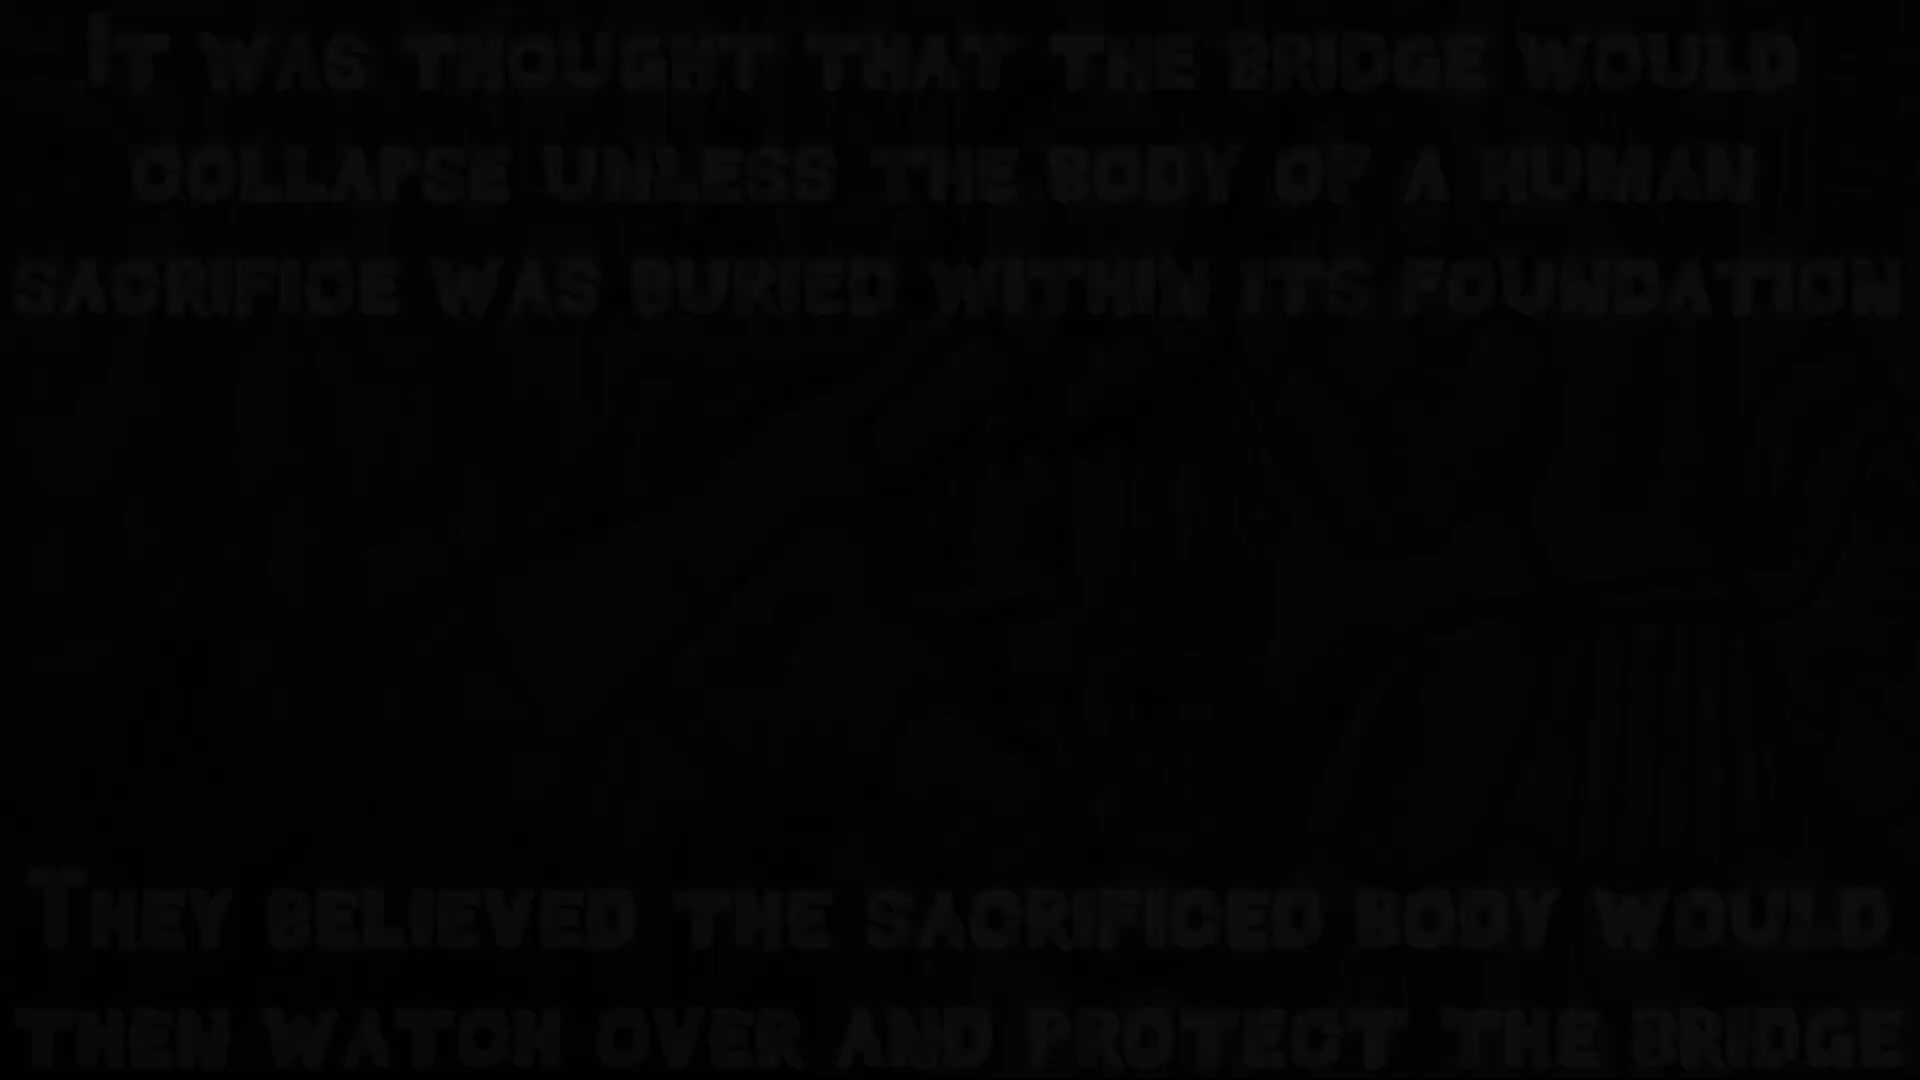 It was thought that the bridge would
collapse unless the body of a human
sacrifice was buried within its foundation
They believed the sacrificed body would
then watch over and protect the bridge